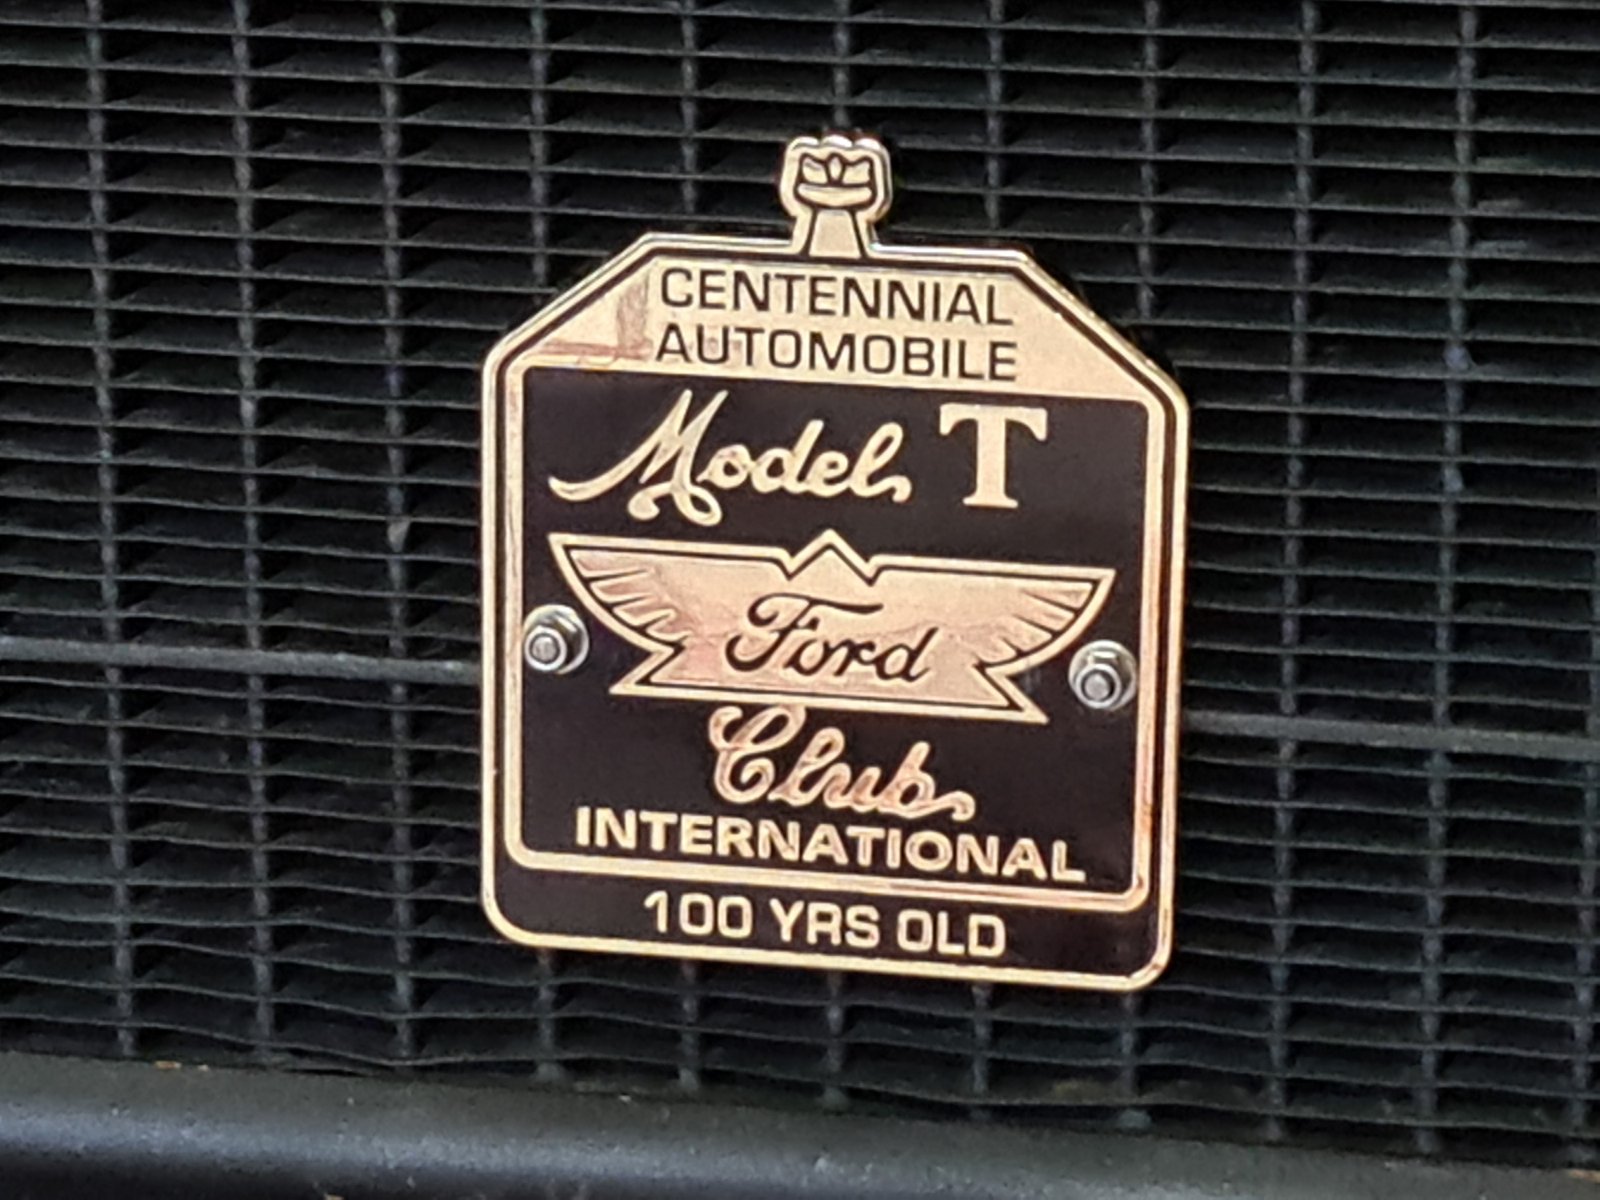 CENTENNIAL
AUTOMOBILE
Model T
Ford
Club
INTERNATIONAL
100 YRS OLD